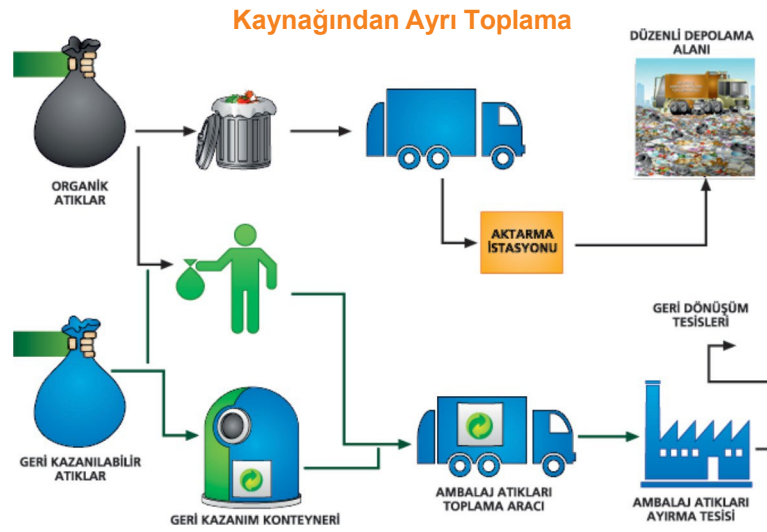 Kaynağından Ayrı Toplama
DÜZENLİ DEPOLAMA
ALANI
ORGANİK
ATIKLAR
AKTARMA
İSTASYONU
GERİ DÖNÜŞÜM
TESİSLERİ
GERİ KAZANILABİLİR
ATIKLAR
GERİ KAZANIM KONTEYNERİ
AMBALAJ ATIKLARI
TOPLAMA ARACI
AMBALAJ ATIKLARI
AYIRMA TESİSİ